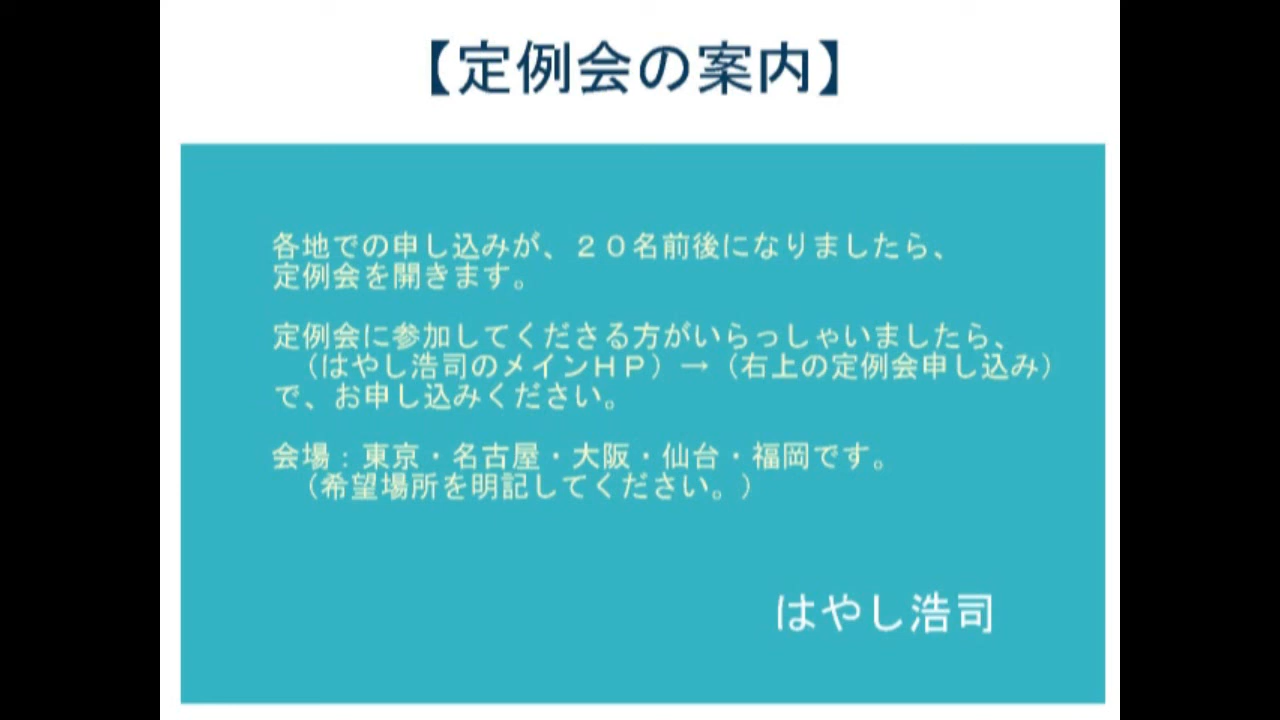 【定例会の案内】
各地での申し込みが、２０名前後になりましたら、
定例会を開きます。
定例会に参加してくださる方がいらっしゃいましたら、
（はやし浩司のメインＨＰ）→（右上の定例会申し込み）
で、お申し込みください。
会場：東京・名古屋・大阪・仙台・福岡です。
（希望場所を明記してください。）
はやし浩司